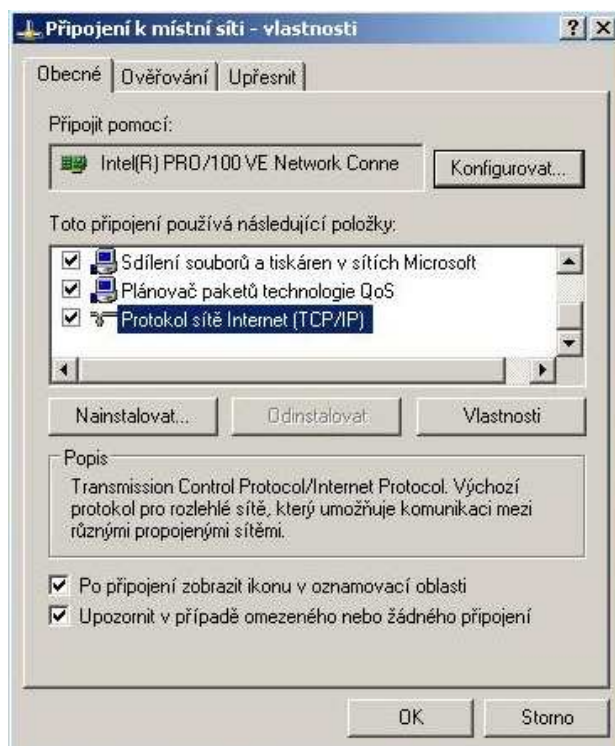 Připojení k místní síti - vlastnosti
Obecné Ověřování Upřesnit
Připojit pomocí:
Intel(R) PRO/100 VE Network Conne
Konfigurovat...
Toto připojení používá následující položky:
Sdílení souborů a tiskáren v sítích Microsoft
Plánovač paketů technologie QoS
Protokol sítě Internet (TCP/IP)
Nainstalovat... Odinstalovat Vlastnosti
Popis
Transmission Control Protocol/Internet Protocol. Výchozí
protokol pro rozlehlé sítě, který umožňuje komunikaci mezi
různými propojenými sítěmi.
Po připojení zobrazit ikonu v oznamovací oblasti
Upozornit v případě omezeného nebo žádného připojení
OK Storno